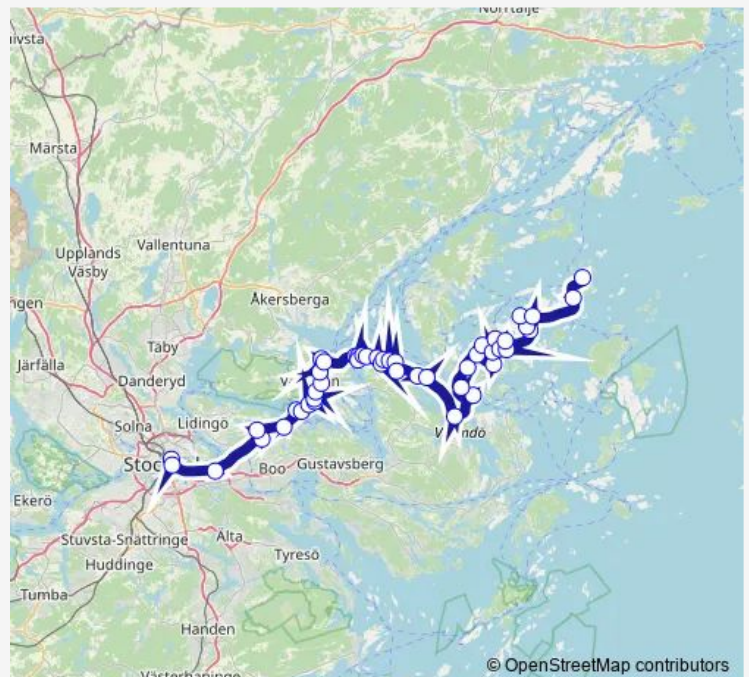 Norrtälje
Märsta
Upplands
Väsby
Vallentuna
Åkersberga
Järfälla
Täby
Danderyd
Solna
Lidingö
Boo
Gustavsberg
Ekerö
Stuvsta-Snättringe
Älta
Huddinge
Tyresö
Tumba
Handen
© OpenStreetMap contributors